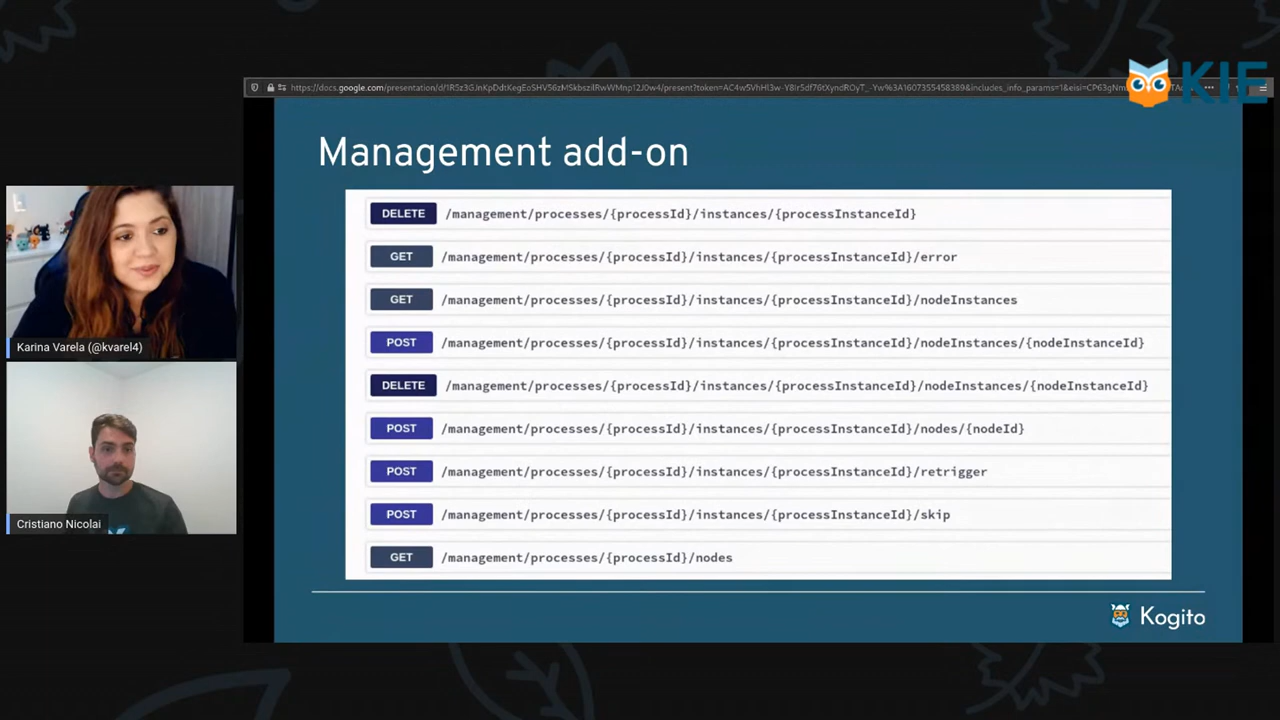 KIE
Management add-on
DELETE /management/processes/{processId}/instances/{processInstanceId}
GET /management/processes/{processId}/instances/{processInstanceId}/error
GET /management/processes/{processId}/instances/{processInstanceId}/nodeInstances
POST /management/processes/{processId}/instances/{processInstanceId}/nodeInstances/{nodeInstanceId}
DELETE /management/processes/{processId}/instances/{processInstanceId}/nodeInstances/{nodeInstanceId}
POST /management/processes/{processId}/instances/{processInstanceId}/nodes/{nodeId}
POST /management/processes/{processId}/instances/{processInstanceId}/retrigger
POST /management/processes/{processId}/instances/{processInstanceId}/skip
GET /management/processes/{processId}/nodes
Kogito
Karina Varela (@kvarel4)
Cristiano Nicolai